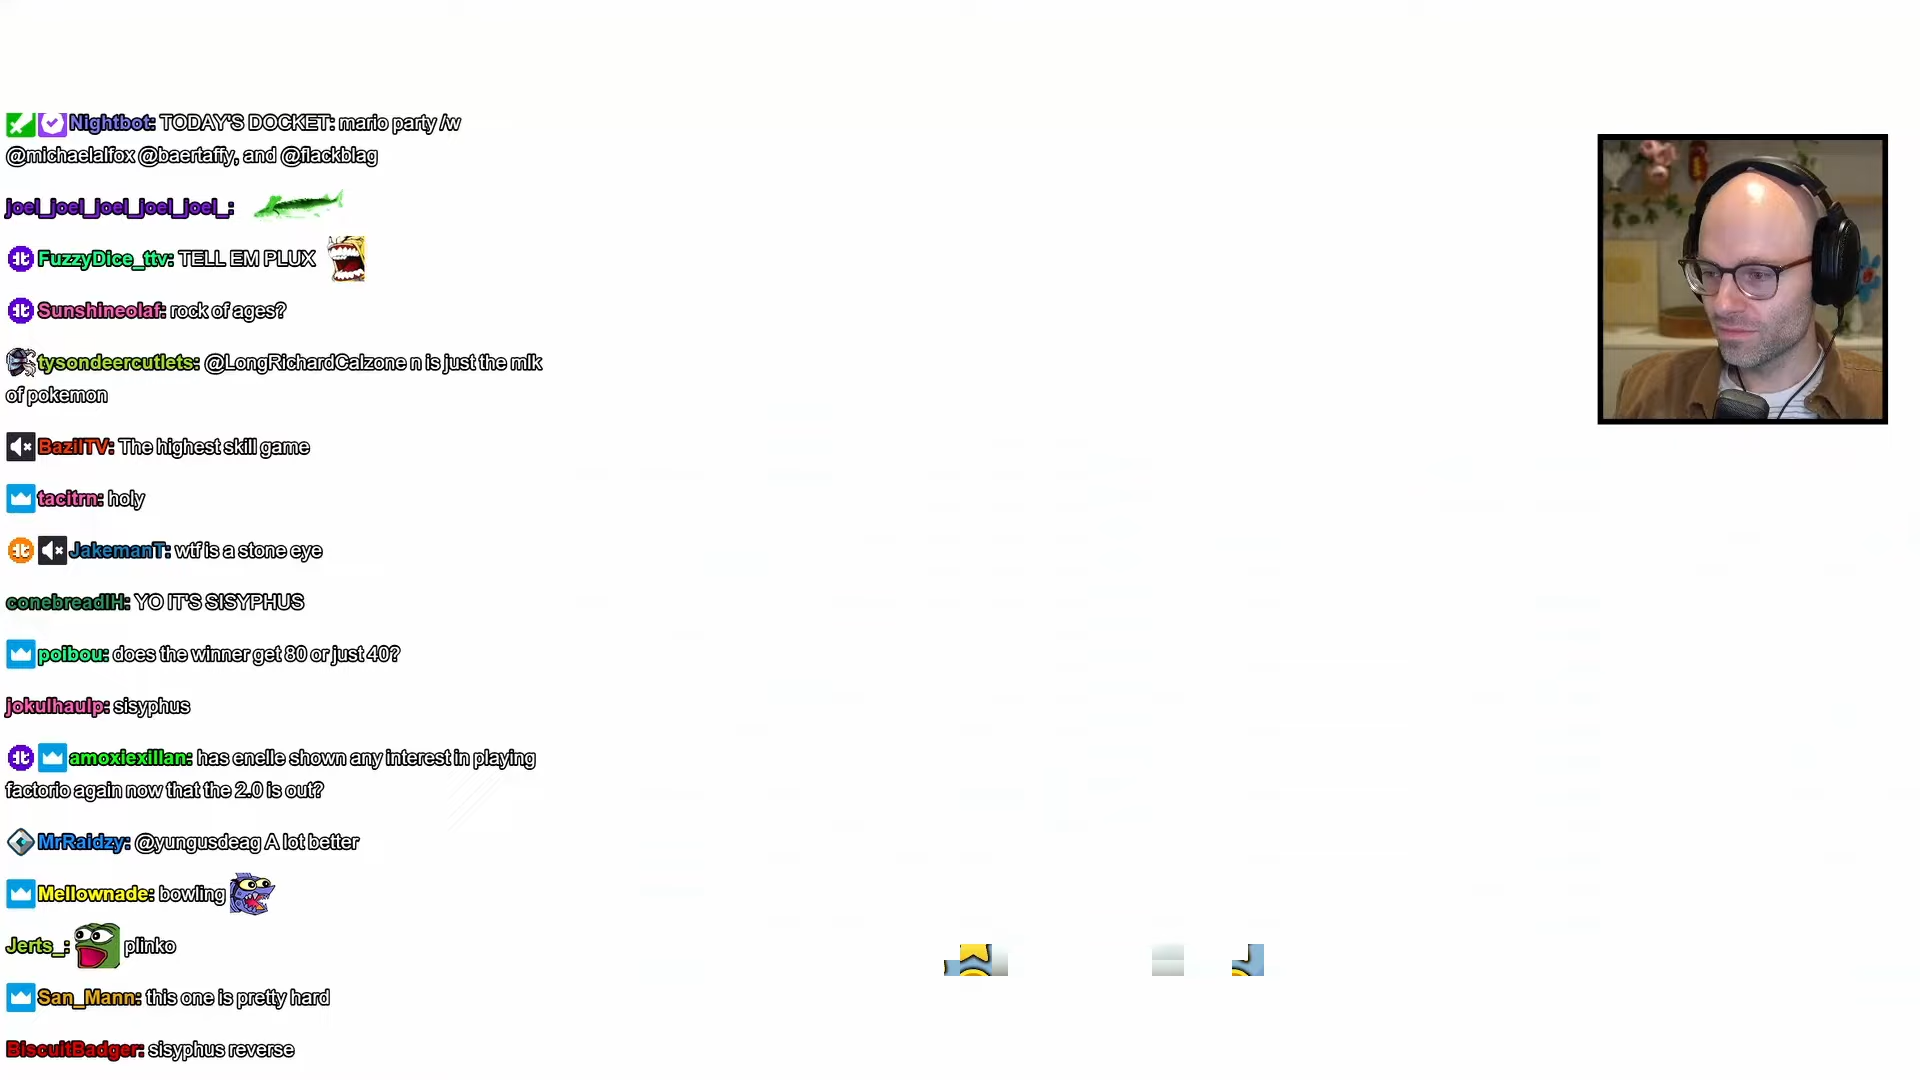 Nightbot: TODAY'S DOCKET: mario party /w
@michaelalfox @baertaffy, and @flackblag
joel_joel_joel_joel_joel_:
FuzzyDice_ttv: TELL EM PLUX
Sunshineolaf: rock of ages?
tysondeercutlets: @LongRichardCalzone n is just the mlk
of pokemon
BazilTV: The highest skill game
tacitrn: holy
JakemanT: wtf is a stone eye
conebreadIH: YO IT'S SISYPHUS
poibou: does the winner get 80 or just 40?
jokulhaulp: sisyphus
amoxiexillan: has enelle shown any interest in playing
factorio again now that the 2.0 is out?
MrRaidzy: @yungusdeag A lot better
Mellownade: bowling
Jerts_: plinko
San_Mann: this one is pretty hard
BiscuitBadger: sisyphus reverse